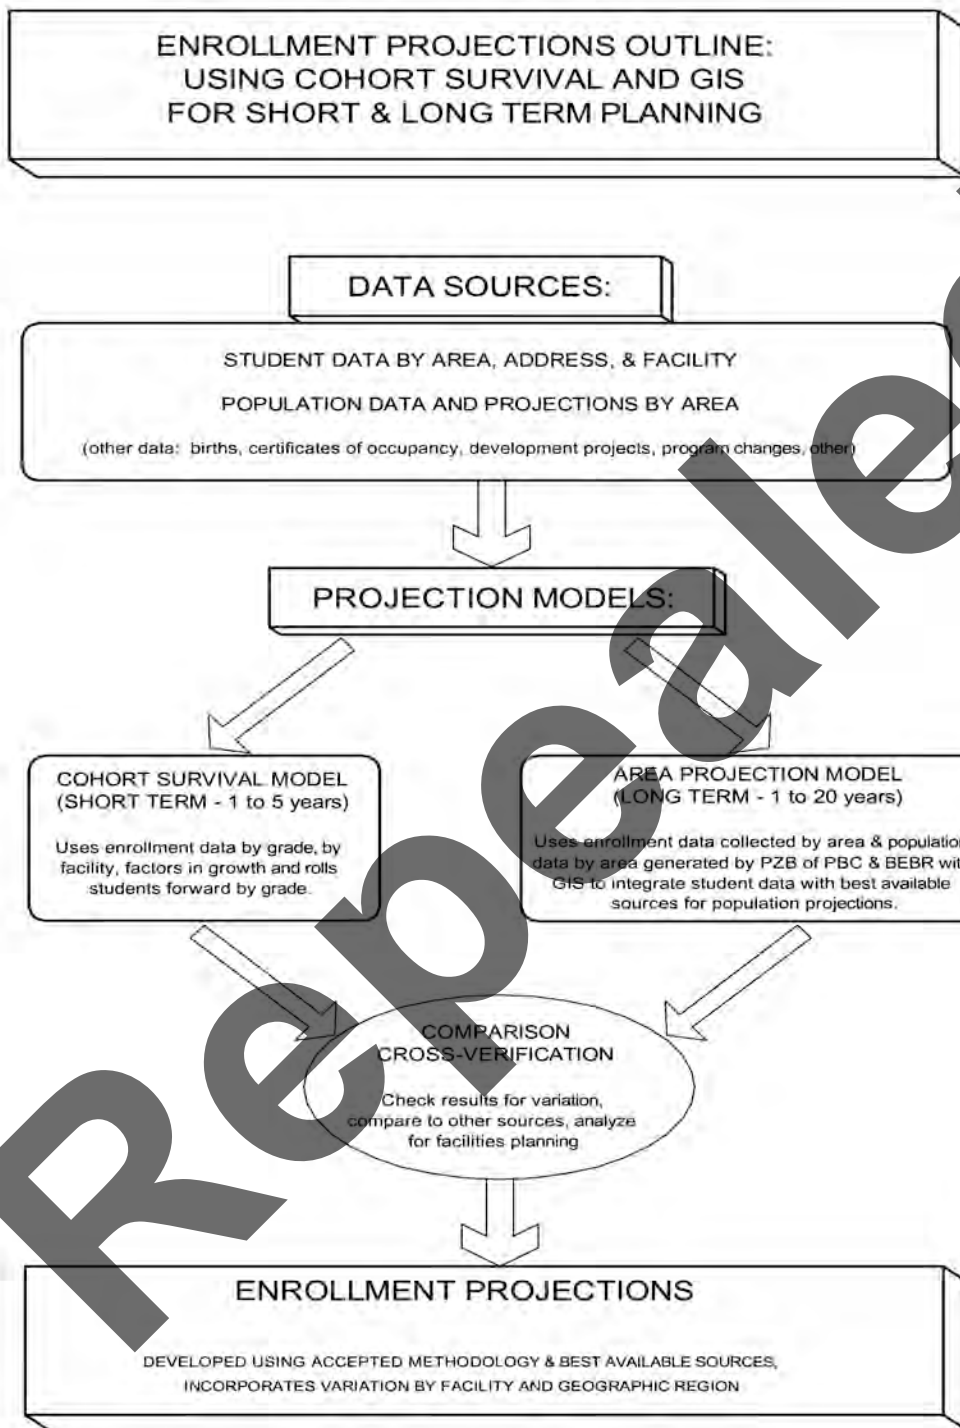 ENROLLMENT PROJECTIONS OUTLINE:
USING COHORT SURVIVAL AND GIS
FOR SHORT & LONG TERM PLANNING
DATA SOURCES:
STUDENT DATA BY AREA, ADDRESS, & FACILITY
POPULATION DATA AND PROJECTIONS BY AREA
(other data: births, certificates of occupancy, development projects, program changes, other)
PROJECTION MODELS:
COHORT SURVIVAL MODEL
(SHORT TERM - 1 to 5 years)
Uses enrollment data by grade, by
facility, factors in growth and rolls
students forward by grade.
AREA PROJECTION MODEL
(LONG TERM - 1 to 20 years)
Uses enrollment data collected by area &
data by area generated by PZB of PBC & BEBR
GIS to integrate student data with best available
sources for population projections.
COMPARISON
CROSS-VERIFICATION
Check results for variation,
compare to other sources, analyze
for facilities planning
ENROLLMENT PROJECTIONS
DEVELOPED USING ACCEPTED METHODOLOGY & BEST AVAILABLE SOURCES,
INCORPORATES VARIATION BY FACILITY AND GEOGRAPHIC REGION
Repeale